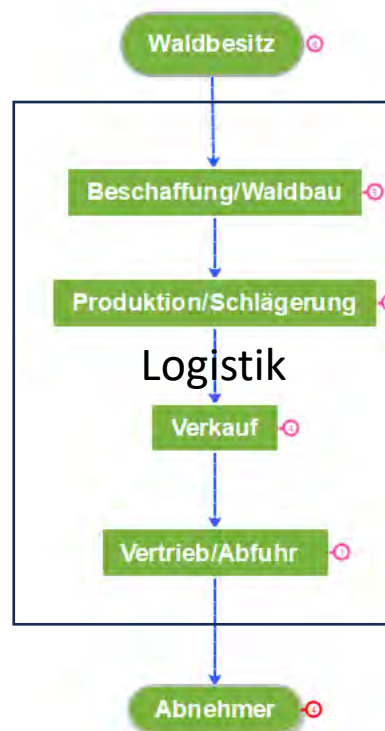 Waldbesitz
Beschaffung/Waldbau
Produktion/Schlägerung
Logistik
Verkauf
Vertrieb/Abfuhr
Abnehmer